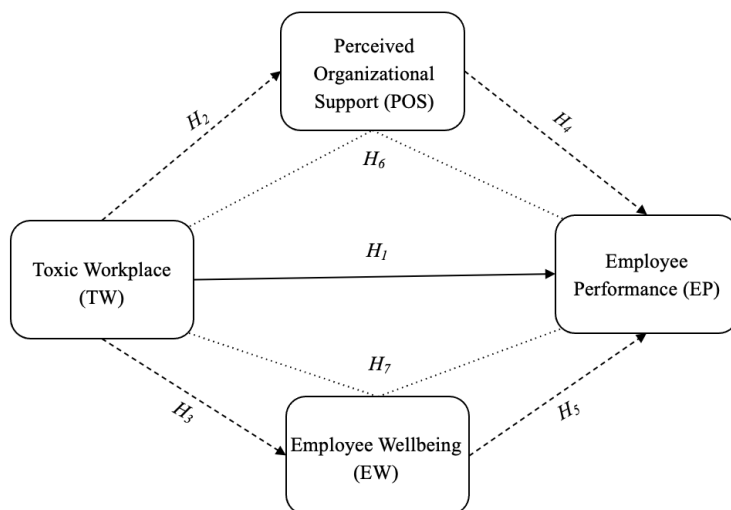 Perceived
Organizational
Support (POS)
H2
H4
H6
Toxic Workplace
(TW)
H1
Employee
Performance (EP)
H7
H3
H5
Employee Wellbeing
(EW)